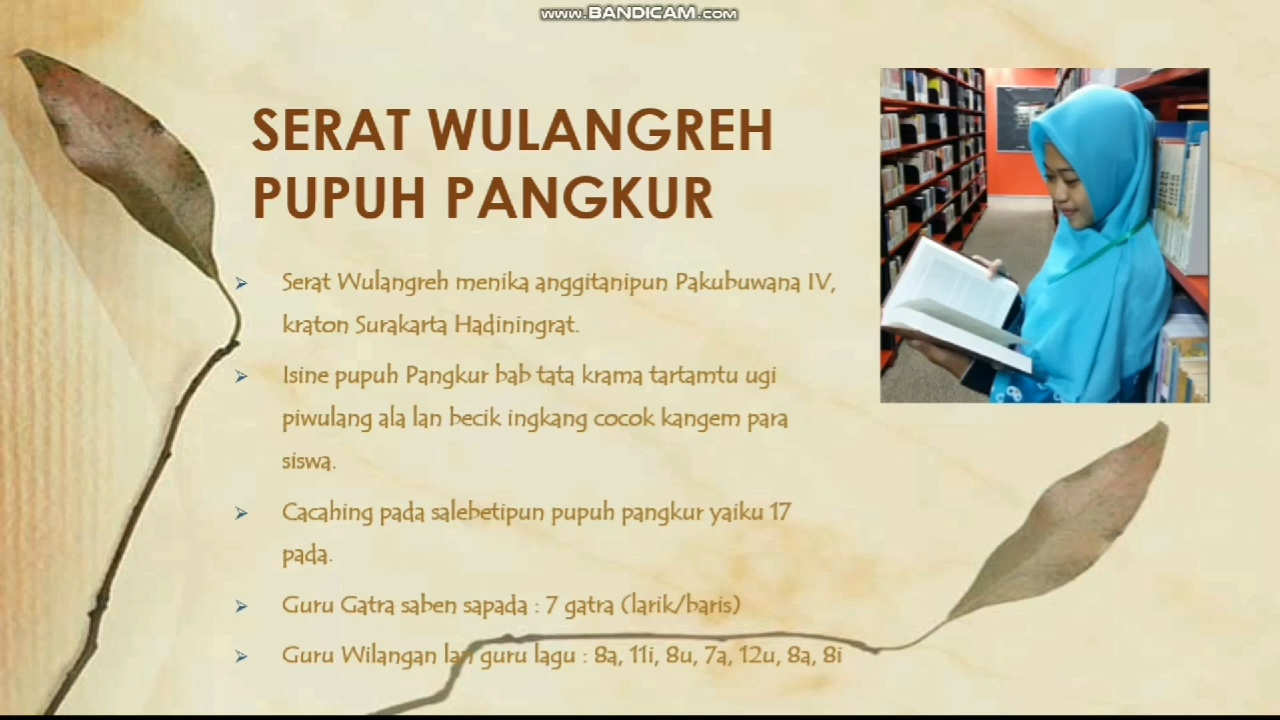 www.BANDICAM.com
SERAT WULANGREH
PUPUH PANGKUR
Serat Wulangreh menika anggitanipun Pakubuwana IV,
kraton Surakarta Hadiningrat.
Isine pupuh Pangkur bab tata krama tartamtu ugi
piwulang ala lan becik ingkang cocok kangem para
siswa.
Cacahing pada salebetipun pupuh pangkur yaiku 17
pada.
Guru Gatra saben sapada : 7 gatra (larik/baris)
Guru Wilangan lan guru lagu : 8a, 11i, 8u, 7a, 12u, 8a, 8i